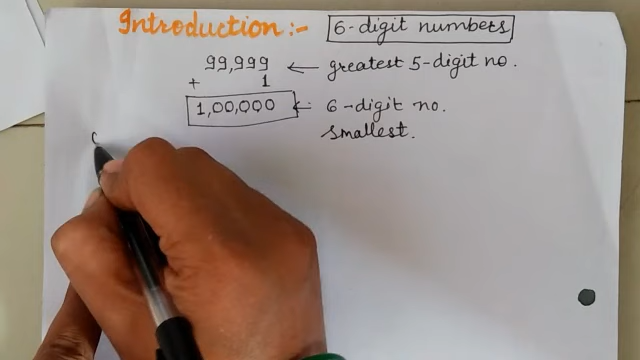 Introduction:- 6-digit numbers
99,999 ← greatest 5-digit no.
+ 1
1,00,000 ← 6-digit no.
smallest.